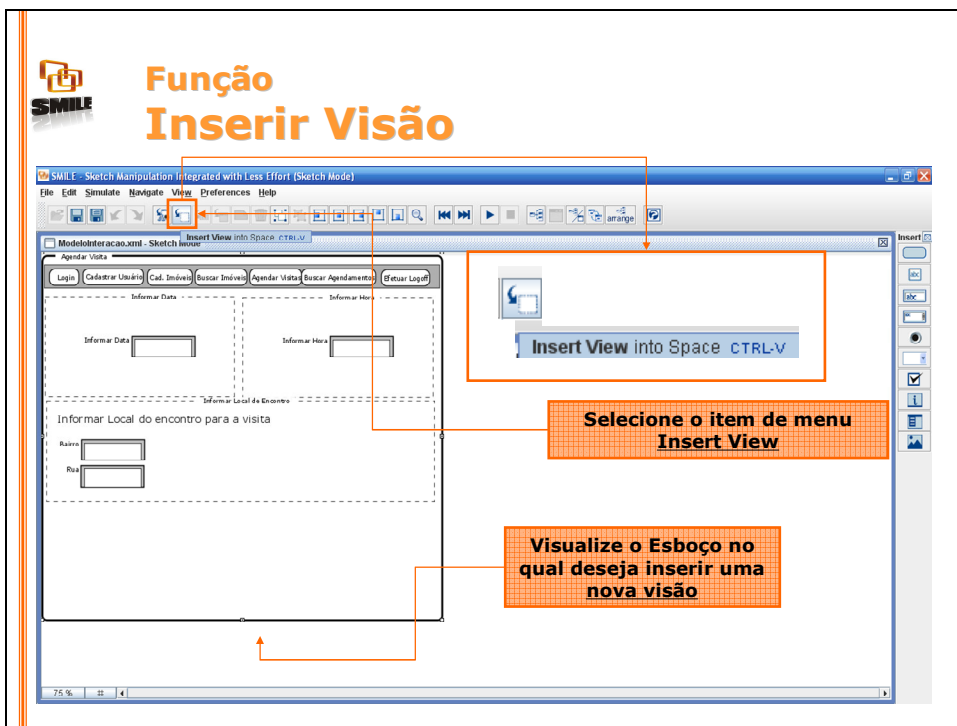 SMILE
Função
Inserir Visão
SMILE - Sketch Manipulation Integrated with Less Effort (Sketch Mode)
File Edit Simulate Navigate View Preferences Help
arrange
Insert View into Space CTRL-V
ModeloInteracao.xml - Sketch Mode
Insert
Agendar Visita
Login Cadastrar Usuário Cad. Imóveis Buscar Imóveis Agendar Visitas Buscar Agendamentos Efetuar Logoff
Informar Data Informar Hora
Informar Data Informar Hora
Insert View into Space CTRL-V
Informar Local de Encontro
Informar Local do encontro para a visita
Bairro
Rua
Selecione o item de menu
Insert View
Visualize o Esboço no
qual deseja inserir uma
nova visão
75 %